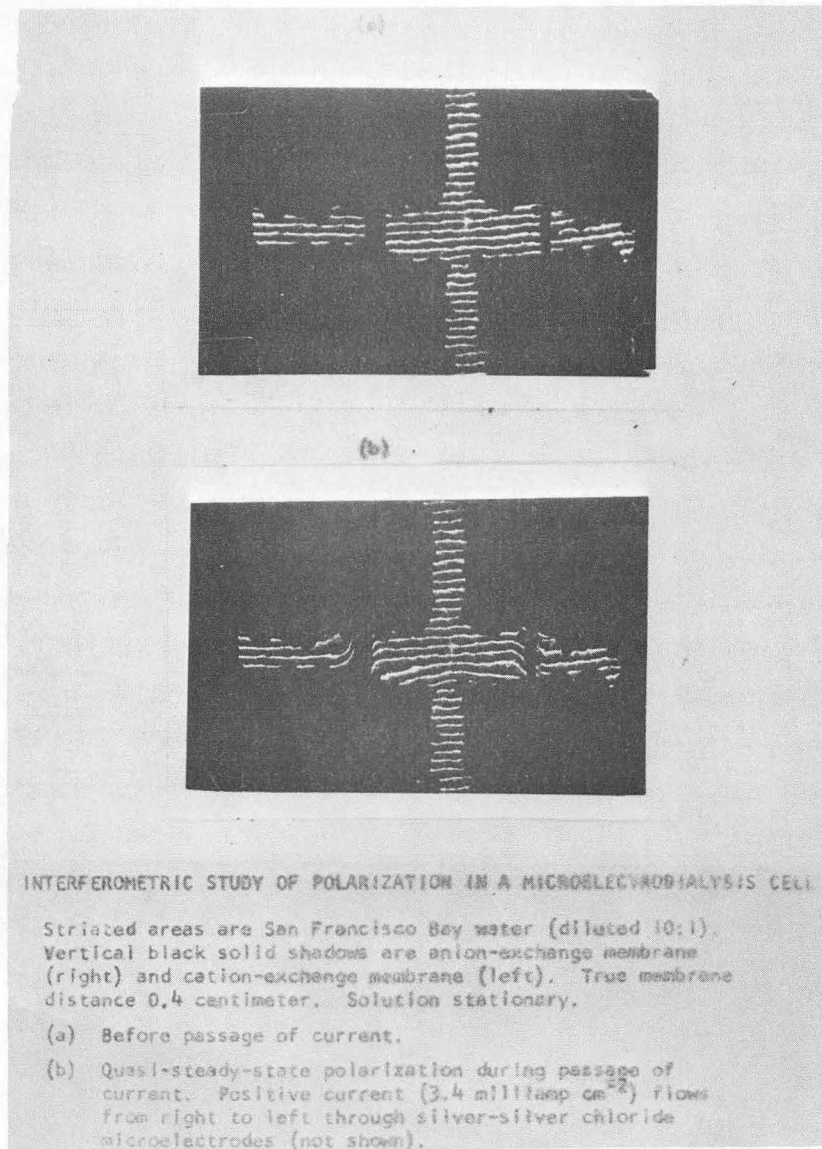 (a)
(b)
INTERFEROMETRIC STUDY OF POLARIZATION IN A MICROELECTRODIALYSIS CELL
Striated areas are San Francisco Bay water (diluted 10:1).
Vertical black solid shadows are anion-exchange membrane
(right) and cation-exchange membrane (left). True membrane
distance 0.4 centimeter. Solution stationary.
(a) Before passage of current.
(b) Quasi-steady-state polarization during passage of
current. Positive current (3.4 milliamp cm⁻²) flows
from right to left through silver-silver chloride
microelectrodes (not shown).